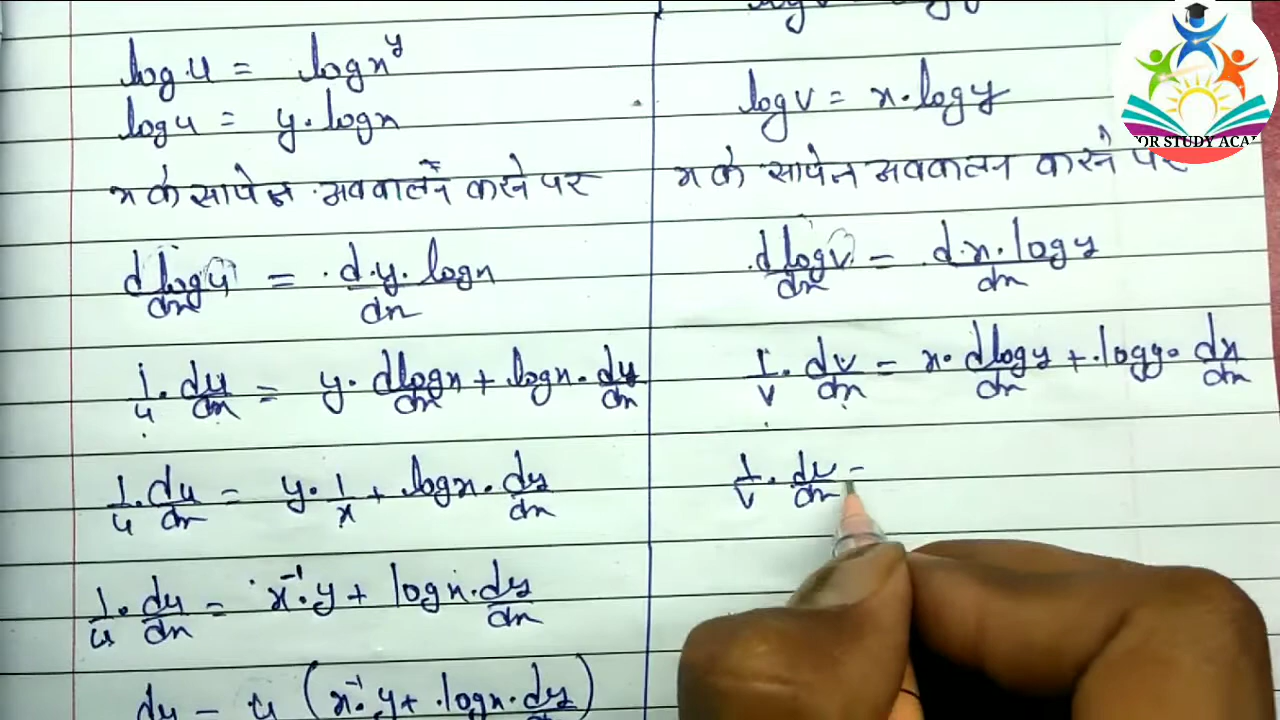 log u = log x^y
log u = y · log x
x के सापेक्ष अवकलन करने पर
d log u / dx = d · y · log x / dx
1/u · du/dx = y · d log x / dx + log x · dy/dx
1/u · du/dx = y · 1/x + log x · dy/dx
1/u · du/dx = x^-1 · y + log x · dy/dx
du = u (x^-1 · y + log x · dy
log v = x · log y
x के सापेक्ष अवकलन करने पर
d log v / dx = d · x · log y / dx
1/v · dv/dx = x · d log y / dx + log y · dx/dx
1/v · dv/dx =
OR STUDY ACA